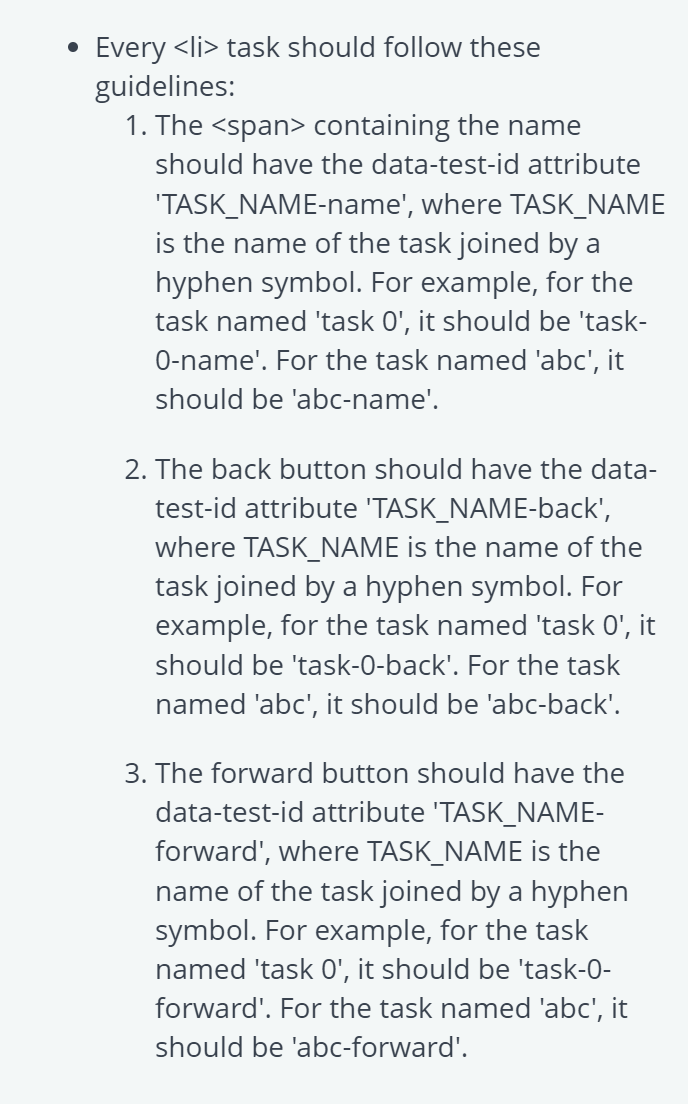 • Every <li> task should follow these
guidelines:
1. The <span> containing the name
should have the data-test-id attribute
'TASK_NAME-name', where TASK_NAME
is the name of the task joined by a
hyphen symbol. For example, for the
task named 'task 0', it should be 'task-
0-name'. For the task named 'abc', it
should be 'abc-name'.
2. The back button should have the data-
test-id attribute 'TASK_NAME-back',
where TASK_NAME is the name of the
task joined by a hyphen symbol. For
example, for the task named 'task 0', it
should be 'task-0-back'. For the task
named 'abc', it should be 'abc-back'.
3. The forward button should have the
data-test-id attribute 'TASK_NAME-
forward', where TASK_NAME is the
name of the task joined by a hyphen
symbol. For example, for the task
named 'task 0', it should be 'task-0-
forward'. For the task named 'abc', it
should be 'abc-forward'.